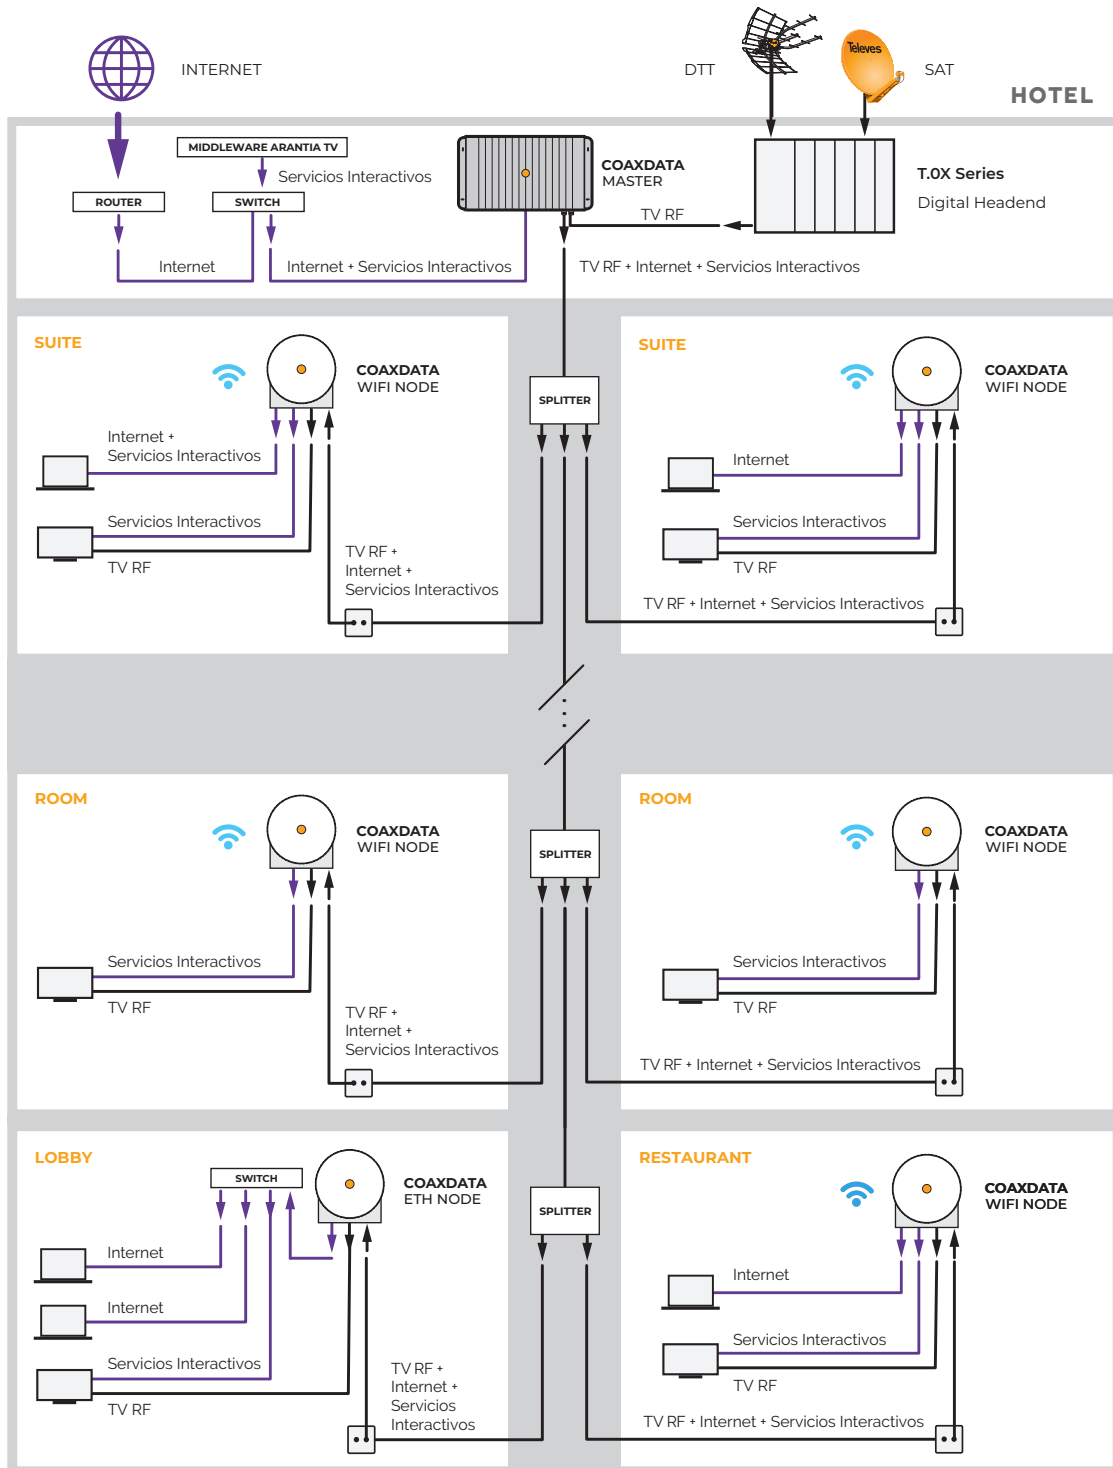 INTERNET
DTT
Televes
SAT
HOTEL
MIDDLEWARE ARANTIA TV
Servicios Interactivos
ROUTER
SWITCH
COAXDATA
MASTER
T.0X Series
Digital Headend
TV RF
Internet
Internet + Servicios Interactivos
TV RF + Internet + Servicios Interactivos
SUITE
COAXDATA
WIFI NODE
Internet +
Servicios Interactivos
Servicios Interactivos
TV RF
TV RF +
Internet +
Servicios Interactivos
SPLITTER
SUITE
COAXDATA
WIFI NODE
Internet
Servicios Interactivos
TV RF
TV RF + Internet + Servicios Interactivos
ROOM
COAXDATA
WIFI NODE
Servicios Interactivos
TV RF
TV RF +
Internet +
Servicios Interactivos
SPLITTER
ROOM
COAXDATA
WIFI NODE
Servicios Interactivos
TV RF
TV RF + Internet + Servicios Interactivos
LOBBY
SWITCH
COAXDATA
ETH NODE
Internet
Internet
Servicios Interactivos
TV RF
TV RF +
Internet +
Servicios
Interactivos
SPLITTER
RESTAURANT
COAXDATA
WIFI NODE
Internet
Servicios Interactivos
TV RF
TV RF + Internet + Servicios Interactivos